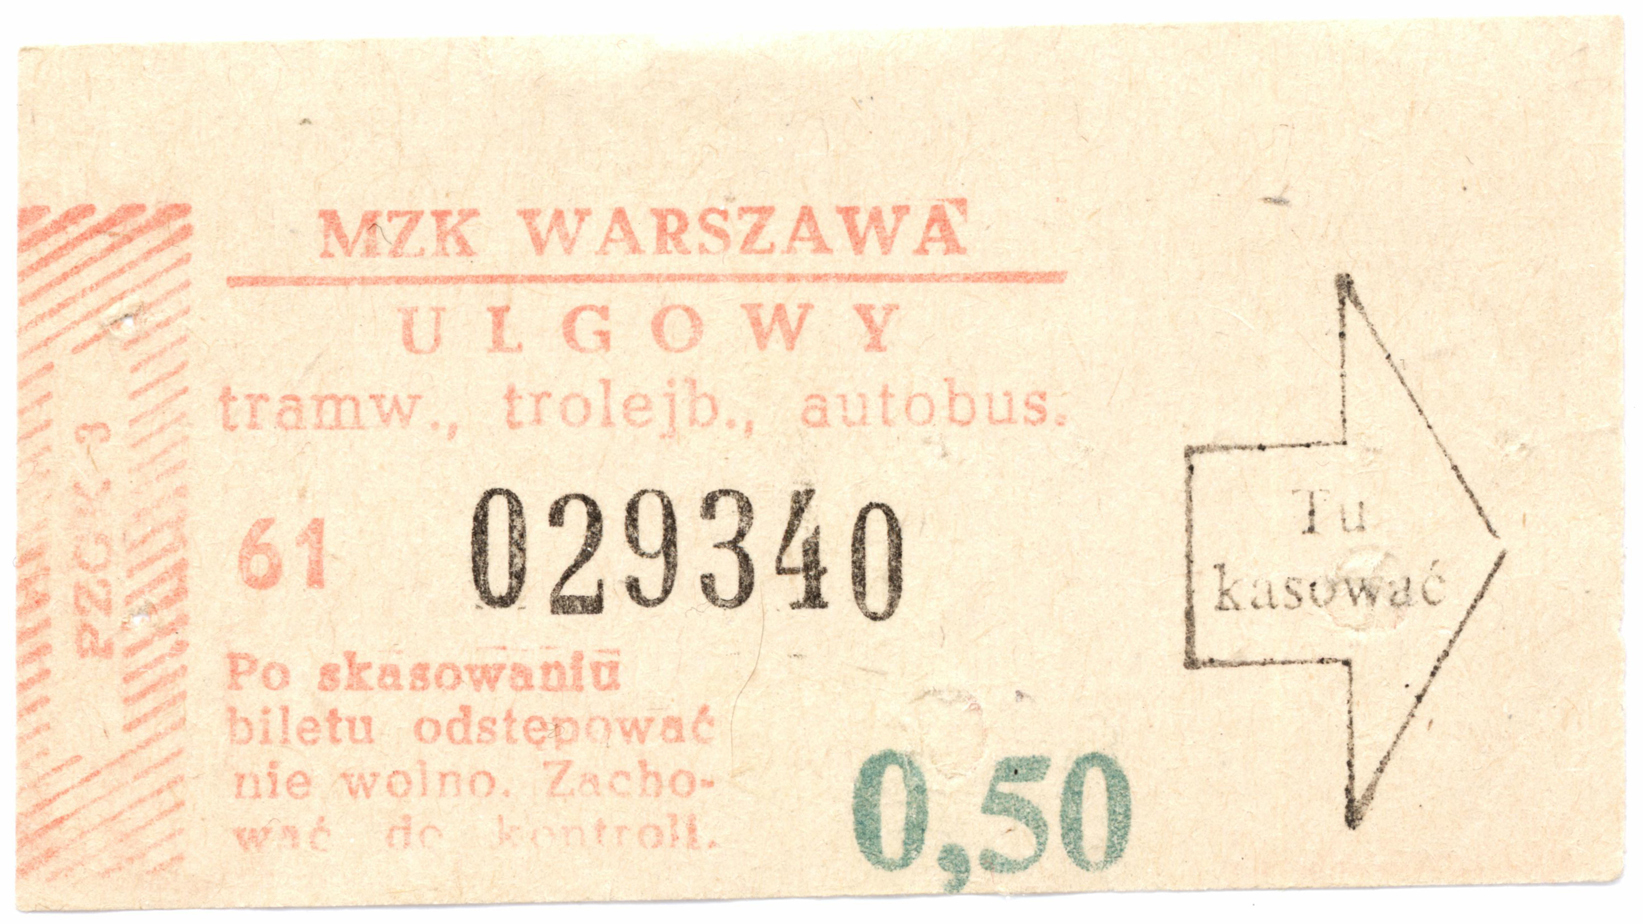 MZK WARSZAWA
ULGOWY
tramw., trolejb., autobus.
61 029340
Po skasowaniu
biletu odstępować
nie wolno. Zacho-
wać do kontroli.
0,50
Tu
kasować
PZGK-3